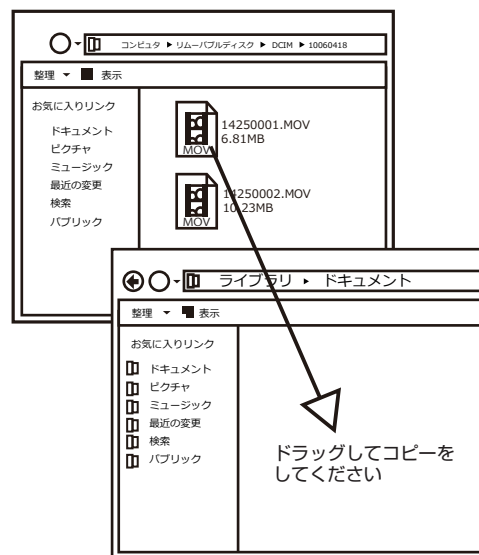 コンピュタ ▶ リムーバブルディスク ▶ DCIM ▶ 10060418
整理 ▼ ■ 表示
お気に入りリンク
ドキュメント
ピクチャ
ミュージック
最近の変更
検索
パブリック
MOV
14250001.MOV
6.81MB
MOV
14250002.MOV
10.23MB
ライブラリ ▶ ドキュメント
整理 ▼ 表示
お気に入りリンク
ドキュメント
ピクチャ
ミュージック
最近の変更
検索
パブリック
ドラッグしてコピーを
してください